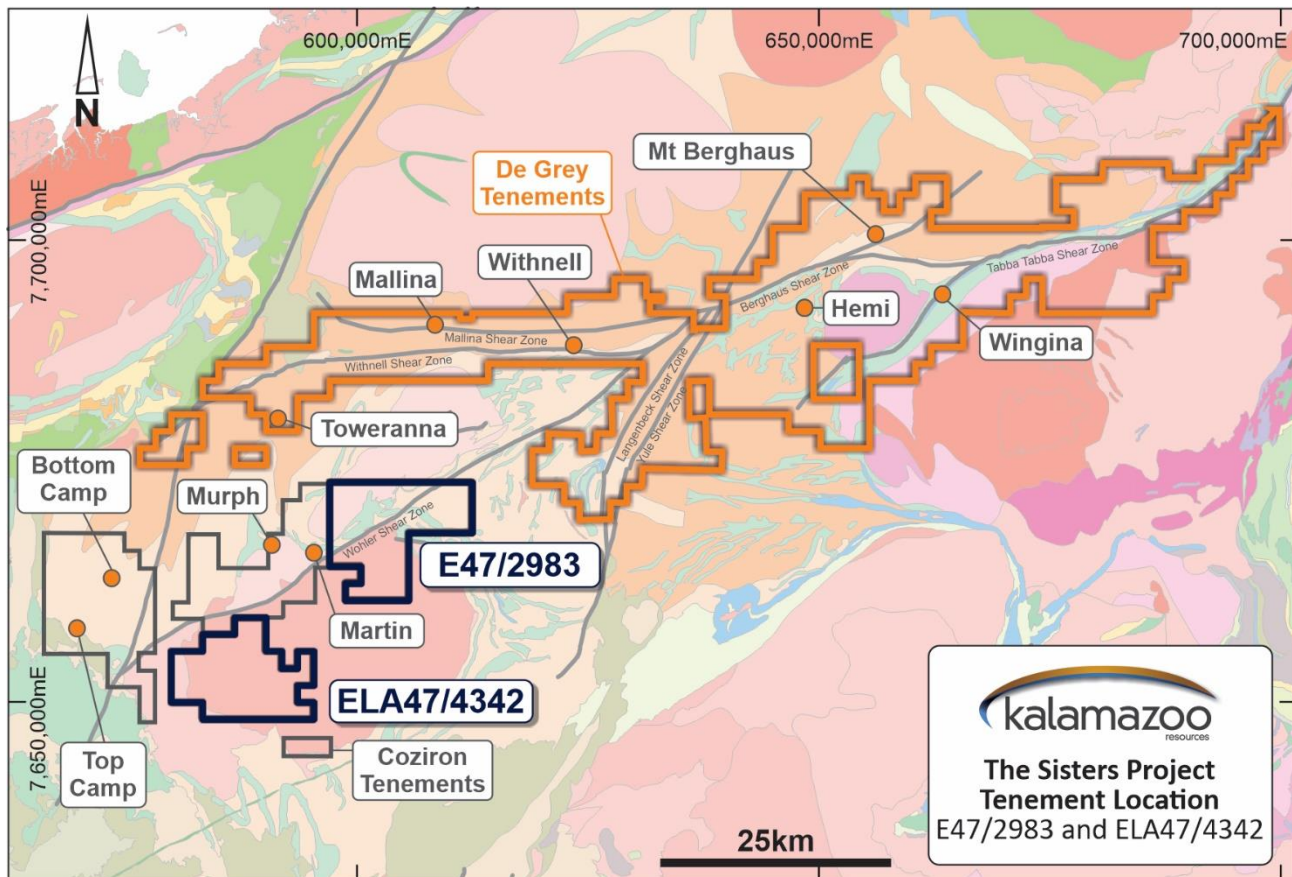 600,000mE
650,000mE
700,000mE
N
7,700,000mE
7,650,000mE
De Grey
Tenements
Mt Berghaus
Mallina
Withnell
Hemi
Wingina
Toweranna
Bottom
Camp
Murph
Martin
Top
Camp
Coziron
Tenements
E47/2983
ELA47/4342
Mallina Shear Zone
Withnell Shear Zone
Berghaus Shear Zone
Tabba Tabba Shear Zone
Langenbeck Shear Zone
Yule Shear Zone
Wohler Shear Zone
25km
kalamazoo
resources
The Sisters Project
Tenement Location
E47/2983 and ELA47/4342